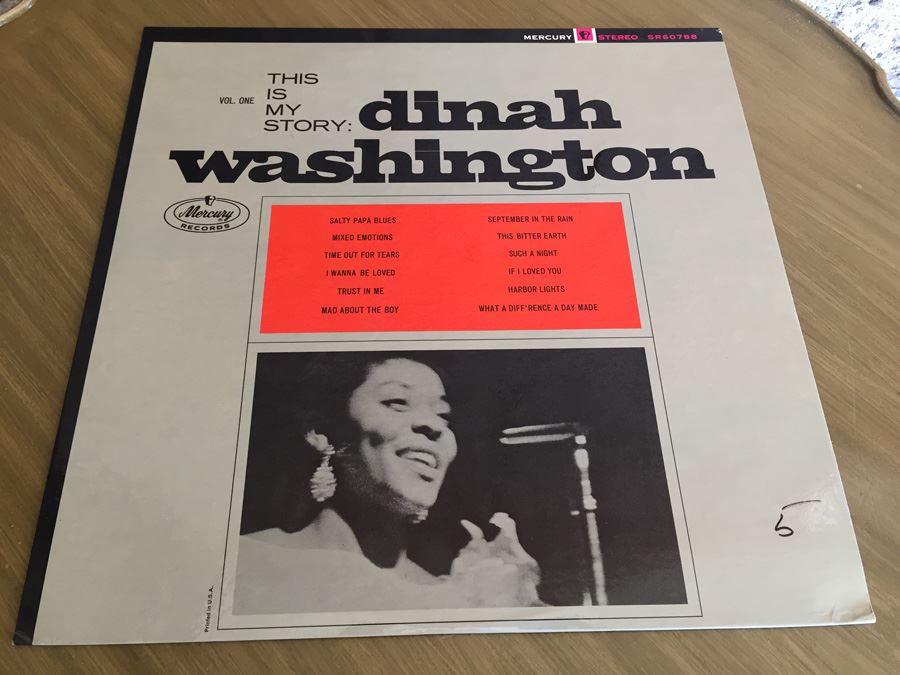 MERCURY STEREO SR60788
THIS
IS
VOL. ONE
MY
STORY: dinah
washington
Mercury
RECORDS
SALTY PAPA BLUES
MIXED EMOTIONS
TIME OUT FOR TEARS
I WANNA BE LOVED
TRUST IN ME
MAD ABOUT THE BOY
SEPTEMBER IN THE RAIN
THIS BITTER EARTH
SUCH A NIGHT
IF I LOVED YOU
HARBOR LIGHTS
WHAT A DIFF'RENCE A DAY MADE
5
Printed in U.S.A.